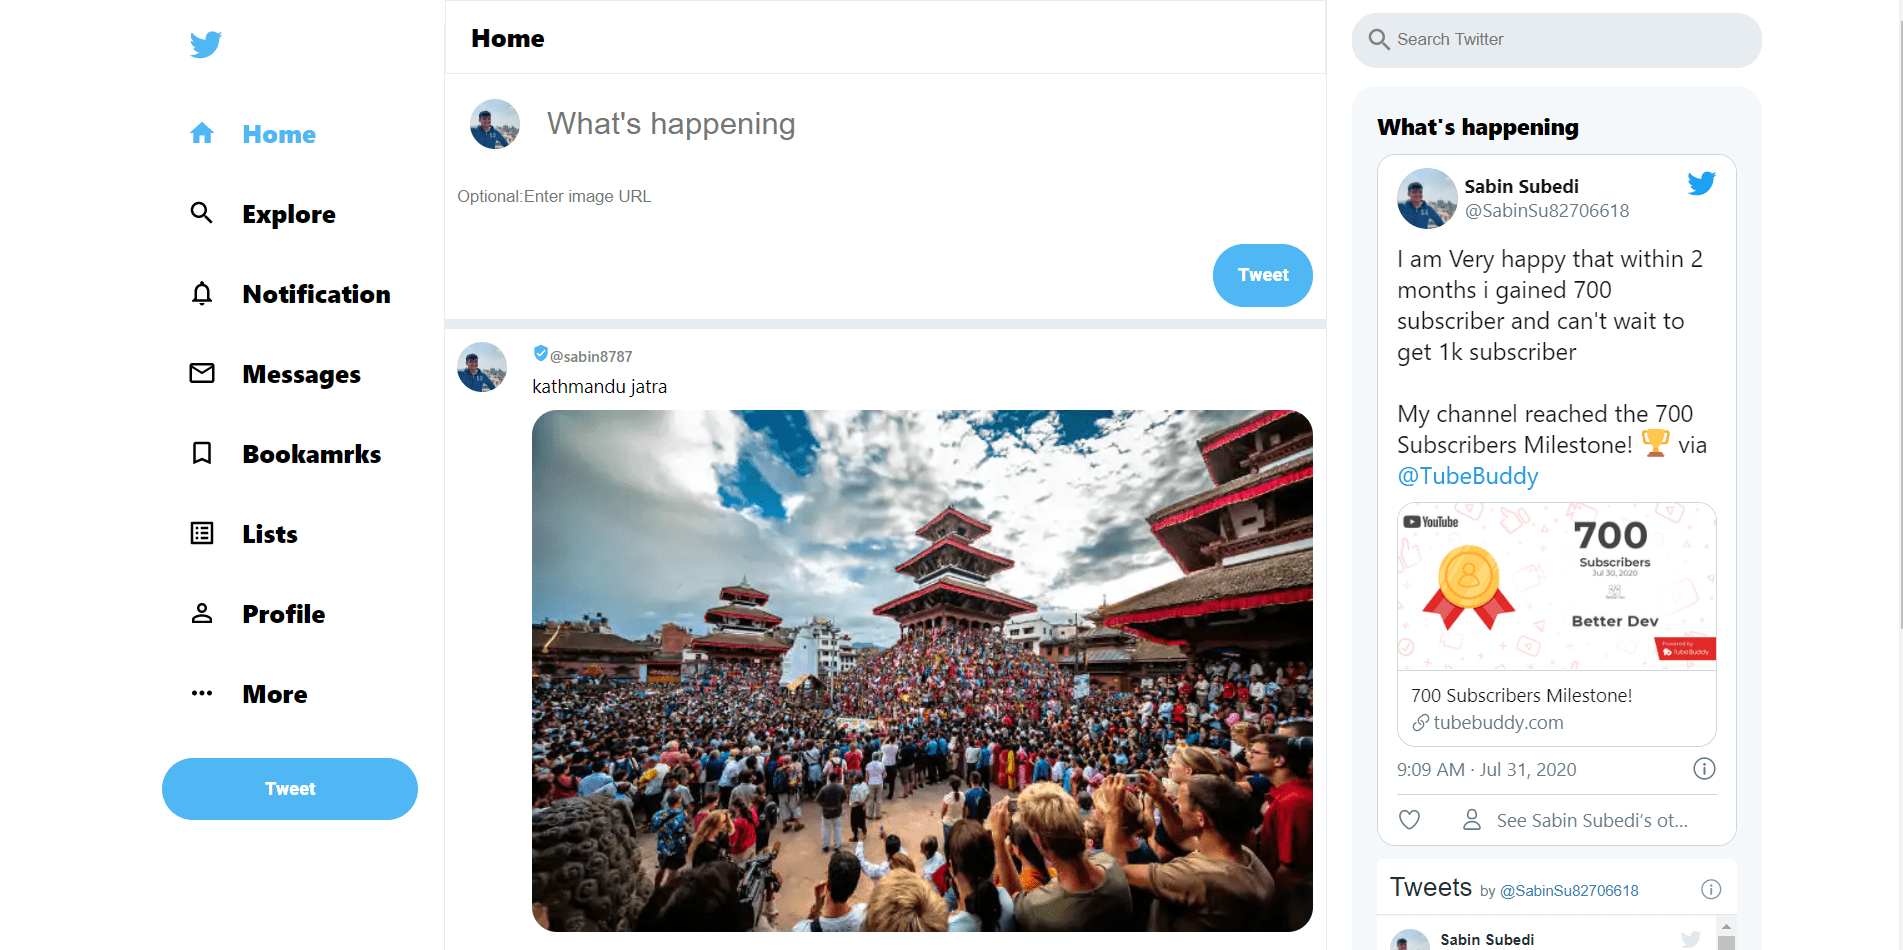 Home
Explore
Notification
Messages
Bookamrks
Lists
Profile
More
Tweet
Home
What's happening
Optional:Enter image URL
Tweet
@sabin8787
kathmandu jatra
Search Twitter
What's happening
Sabin Subedi
@SabinSu82706618
I am Very happy that within 2
months i gained 700
subscriber and can't wait to
get 1k subscriber
My channel reached the 700
Subscribers Milestone! 🏆 via
@TubeBuddy
YouTube
700
Subscribers
Jul 30, 2020
Better Dev
Powered by
TubeBuddy
700 Subscribers Milestone!
tubebuddy.com
9:09 AM · Jul 31, 2020
See Sabin Subedi's ot...
Tweets by @SabinSu82706618
Sabin Subedi